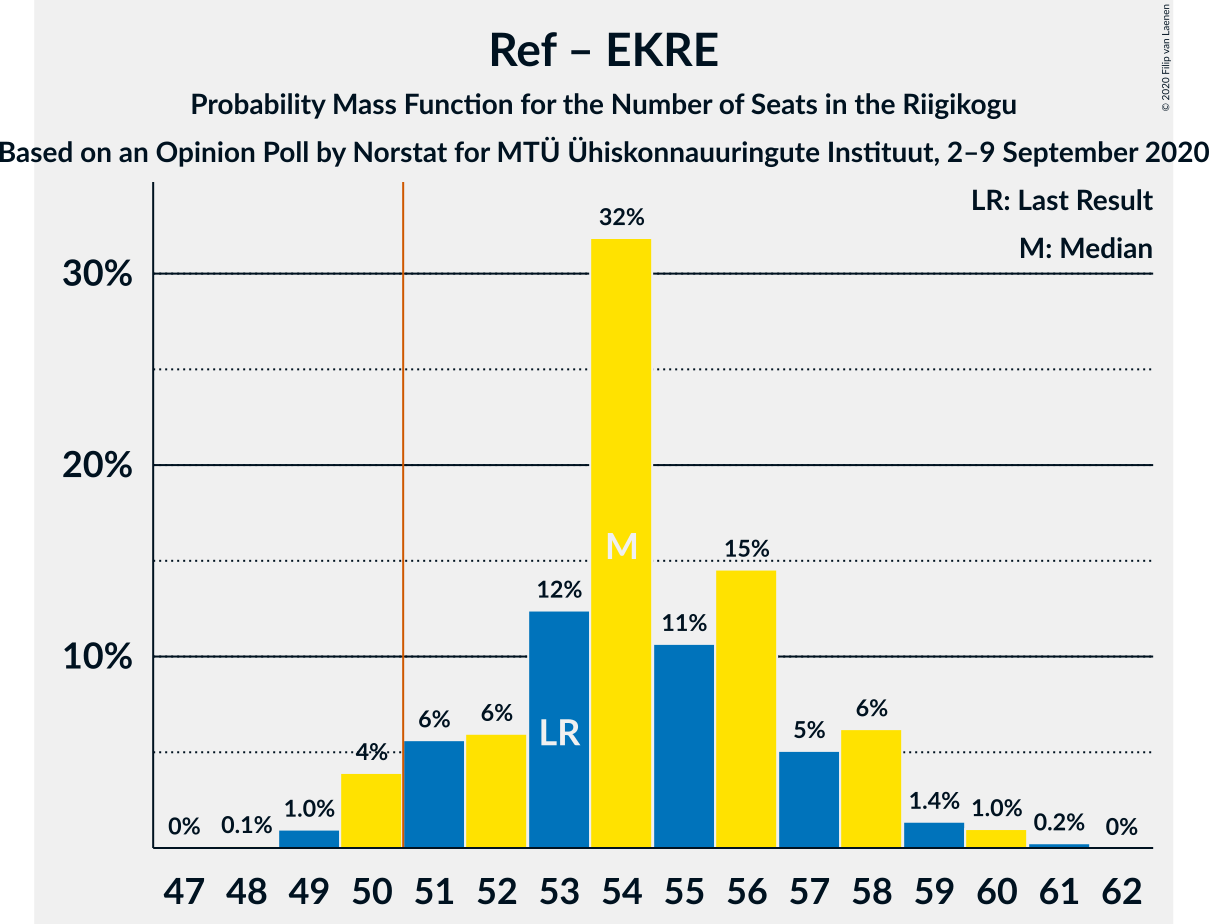 Ref – EKRE
Probability Mass Function for the Number of Seats in the Riigikogu
Based on an Opinion Poll by Norstat for MTÜ Ühiskonnauuringute Instituut, 2–9 September 2020
© 2020 Filip van Laenen
LR: Last Result
M: Median
30%
20%
10%
0%
0.1%
1.0%
4%
6%
6%
12%
32%
11%
15%
5%
6%
1.4%
1.0%
0.2%
0%
LR
M
47 48 49 50 51 52 53 54 55 56 57 58 59 60 61 62